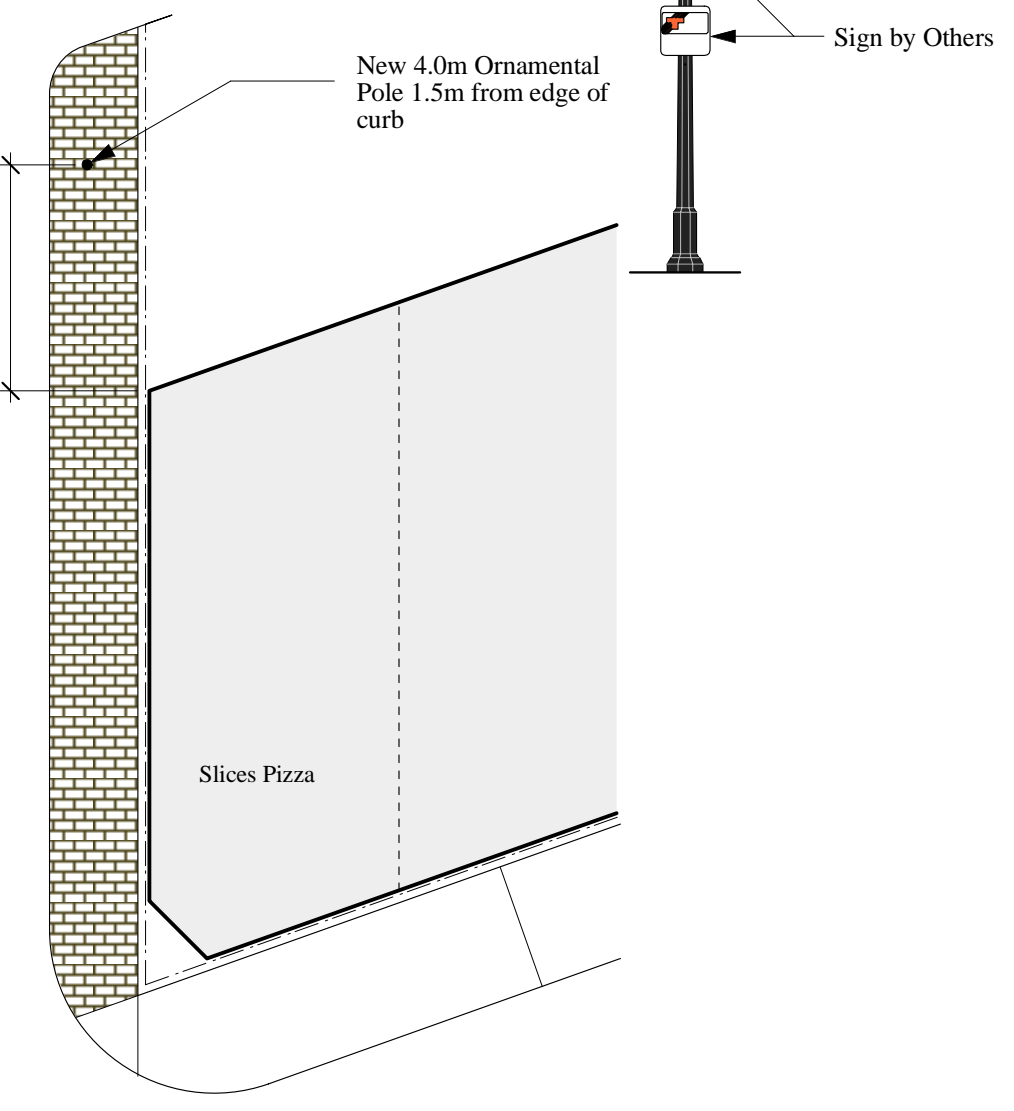 Sign by Others
New 4.0m Ornamental
Pole 1.5m from edge of
curb
Slices Pizza